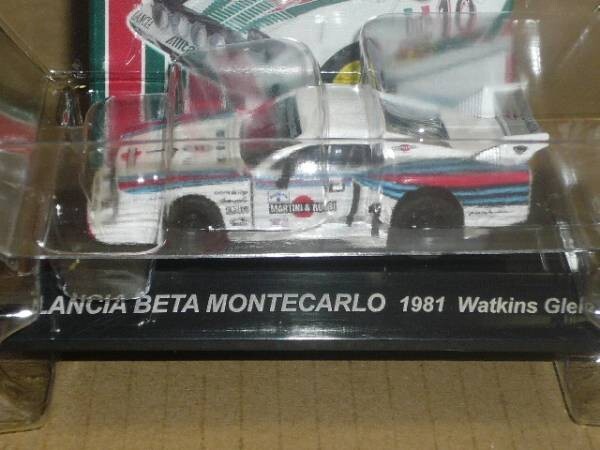 MARTINI & ROSSI
LANCIA BETA MONTECARLO 1981 Watkins Glen